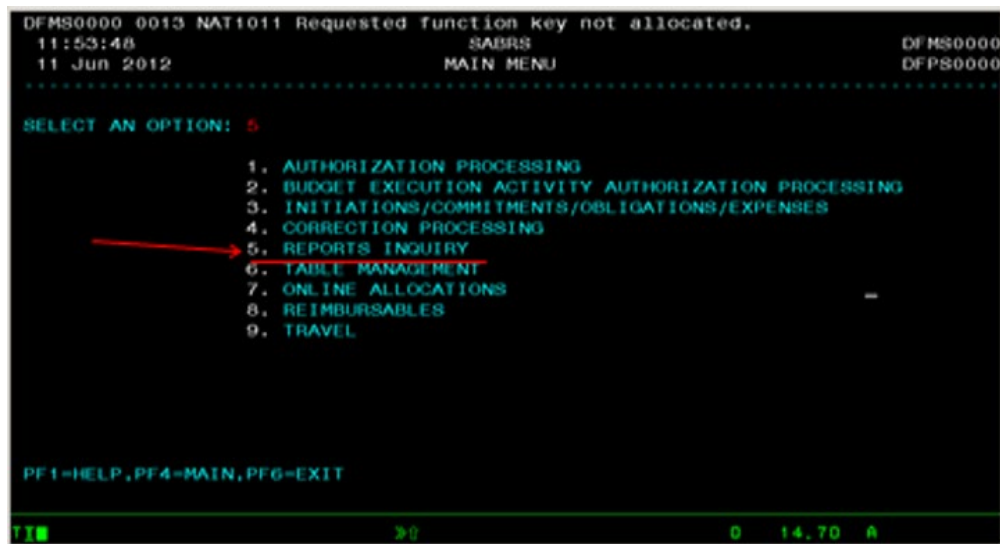 DFMS0000 0013 NAT1011 Requested function key not allocated.
11:53:48 SABRS DFMS0000
11 Jun 2012 MAIN MENU DFPS0000
SELECT AN OPTION: 5
1. AUTHORIZATION PROCESSING
2. BUDGET EXECUTION ACTIVITY AUTHORIZATION PROCESSING
3. INITIATIONS/COMMITMENTS/OBLIGATIONS/EXPENSES
4. CORRECTION PROCESSING
5. REPORTS INQUIRY
6. TABLE MANAGEMENT
7. ONLINE ALLOCATIONS
8. REIMBURSABLES
9. TRAVEL
PF1=HELP,PF4=MAIN,PF6=EXIT
14.70 A